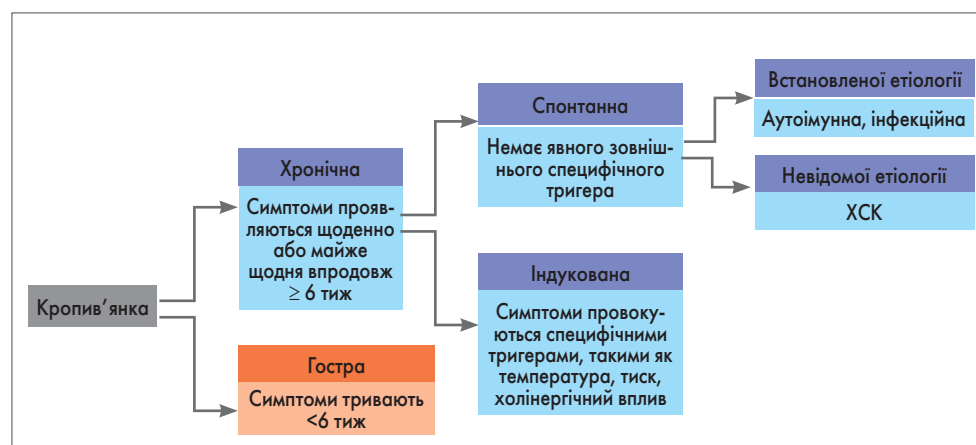 Кропив’янка
Хронічна
Симптоми прояв-
ляються щоденно
або майже
щодня впродовж
≥ 6 тиж
Гостра
Симптоми тривають
<6 тиж
Спонтанна
Немає явного зовніш-
нього специфічного
тригера
Індукована
Симптоми провоку-
ються специфічними
тригерами, такими як
температура, тиск,
холінергічний вплив
Встановленої етіології
Аутоімунна, інфекційна
Невідомої етіології
ХСК